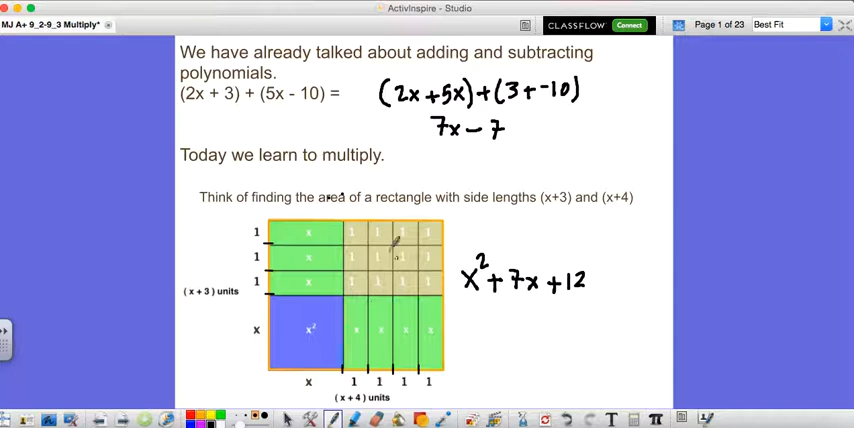 ActivInspire - Studio
MJ A+ 9_2-9_3 Multiply*
CLASSFLOW Connect
Page 1 of 23
Best Fit
We have already talked about adding and subtracting
polynomials.
(2x + 3) + (5x - 10) = (2x + 5x) + (3 + -10)
7x - 7
Today we learn to multiply.
Think of finding the area of a rectangle with side lengths (x+3) and (x+4)
1 x 1 1 1 1
1 x 1 1 1 1
1 x 1 1 1 1
( x + 3 ) units
x² + 7x + 12
x x² x x x x
x 1 1 1 1
( x + 4 ) units